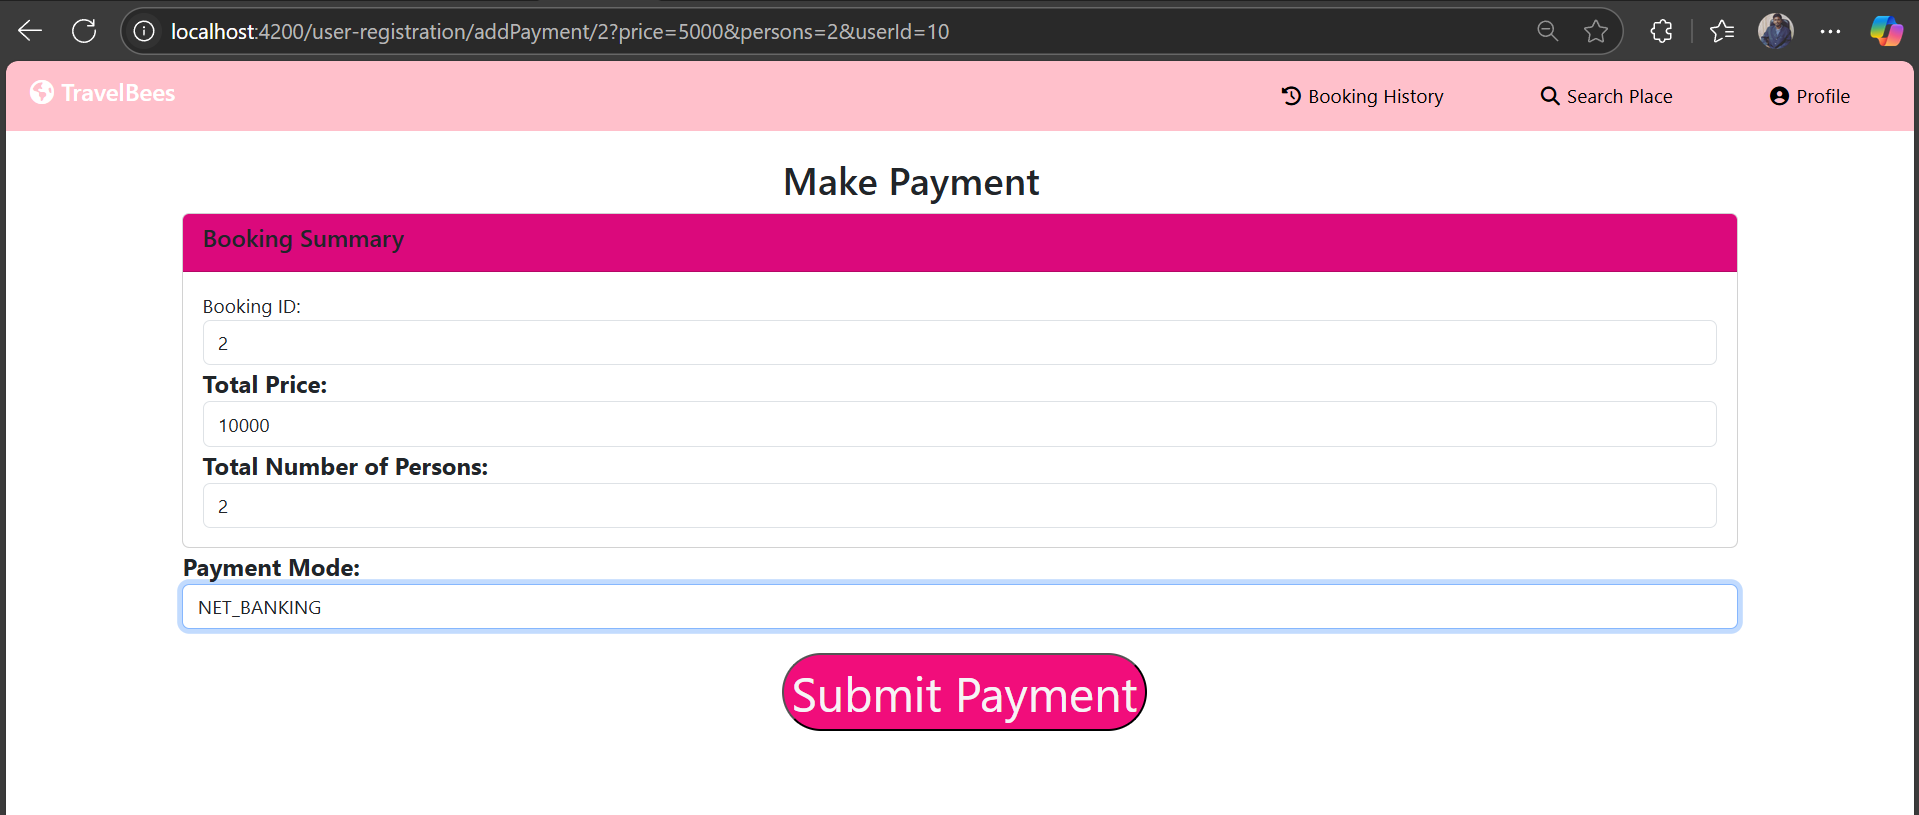 localhost:4200/user-registration/addPayment/2?price=5000&persons=2&userId=10
TravelBees
Booking History
Search Place
Profile
Make Payment
Booking Summary
Booking ID:
2
Total Price:
10000
Total Number of Persons:
2
Payment Mode:
NET_BANKING
Submit Payment